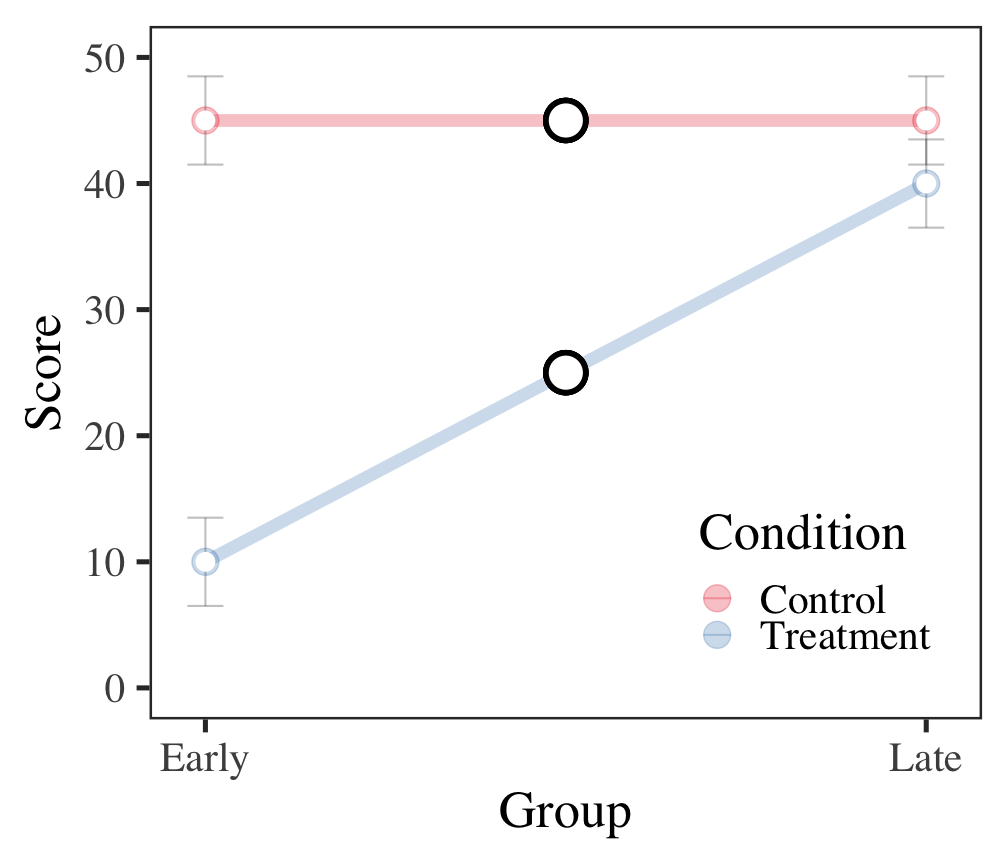 50
40
30
20
10
0
Score
Early
Late
Group
Condition
Control
Treatment